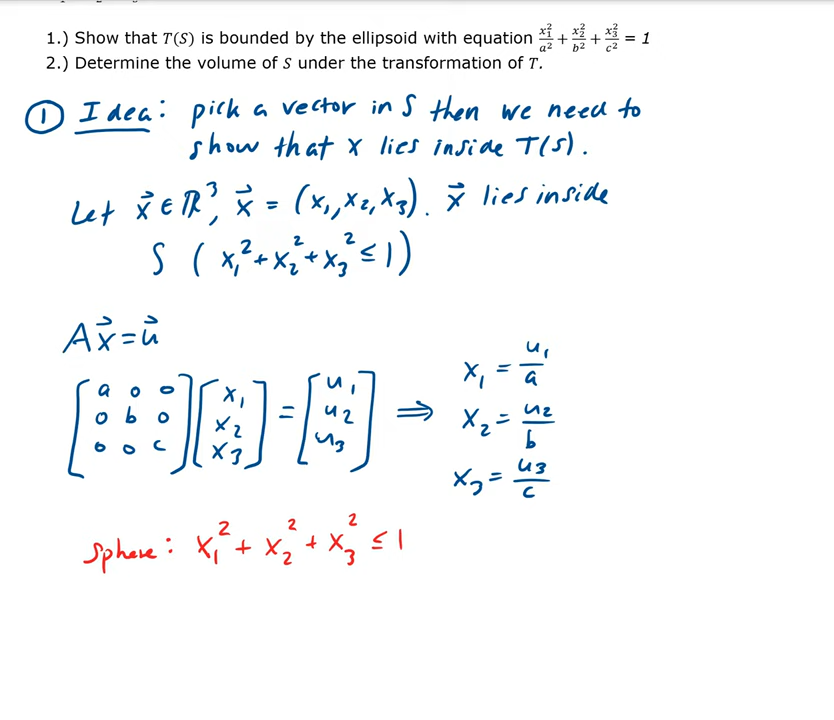 1.) Show that T(S) is bounded by the ellipsoid with equation x₁²/a² + x₂²/b² + x₃²/c² = 1
2.) Determine the volume of S under the transformation of T.
① Idea: pick a vector in S then we need to
show that x lies inside T(S).
Let x⃗ ∈ ℝ³, x⃗ = (x₁, x₂, x₃). x⃗ lies inside
S ( x₁² + x₂² + x₃² ≤ 1)
Ax⃗ = u⃗
[a 0 0; 0 b 0; 0 0 c] [x₁; x₂; x₃] = [u₁; u₂; u₃] ⇒
x₁ = u₁/a
x₂ = u₂/b
x₃ = u₃/c
Sphere: x₁² + x₂² + x₃² ≤ 1